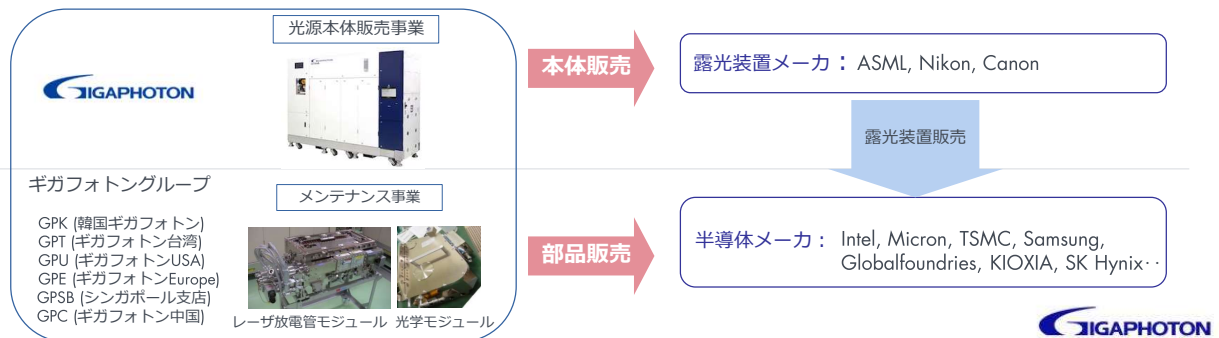 光源本体販売事業
GIGAPHOTON
本体販売
露光装置メーカ：ASML, Nikon, Canon
露光装置販売
ギガフォトングループ
GPK (韓国ギガフォトン)
GPT (ギガフォトン台湾)
GPU (ギガフォトンUSA)
GPE (ギガフォトンEurope)
GPSB (シンガポール支店)
GPC (ギガフォトン中国)
メンテナンス事業
レーザ放電管モジュール 光学モジュール
部品販売
半導体メーカ： Intel, Micron, TSMC, Samsung,
Globalfoundries, KIOXIA, SK Hynix‥
GIGAPHOTON